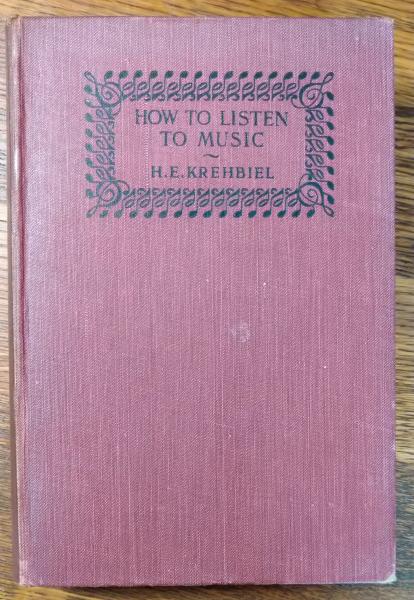 HOW TO LISTEN
TO MUSIC
~
H.E.KREHBIEL